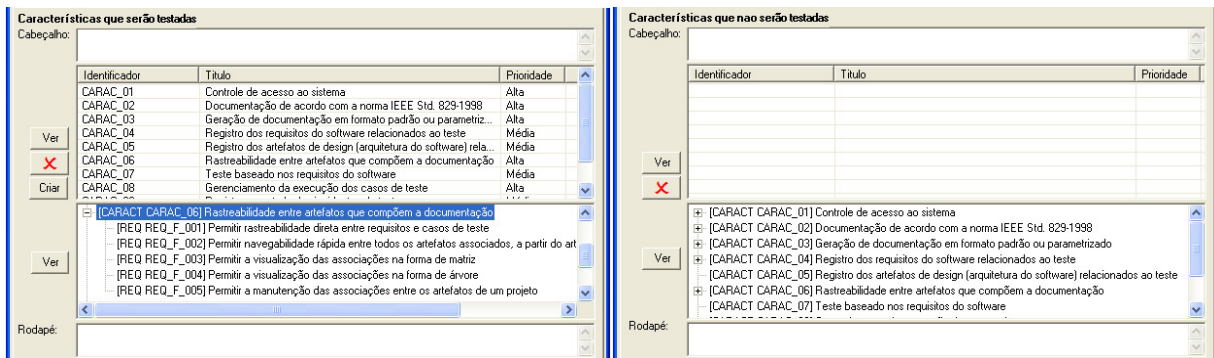 Características que serão testadas
Cabeçalho:
Identificador Titulo Prioridade
CARAC_01 Controle de acesso ao sistema Alta
CARAC_02 Documentação de acordo com a norma IEEE Std. 829-1998 Alta
CARAC_03 Geração de documentação em formato padrão ou parametriz... Alta
CARAC_04 Registro dos requisitos do software relacionados ao teste Média
CARAC_05 Registro dos artefatos de design (arquitetura do software) rela... Média
CARAC_06 Rastreabilidade entre artefatos que compõem a documentação Alta
CARAC_07 Teste baseado nos requisitos do software Média
CARAC_08 Gerenciamento da execução dos casos de teste Alta
Ver
Criar
[CARACT CARAC_06] Rastreabilidade entre artefatos que compõem a documentação
[REQ REQ_F_001] Permitir rastreabilidade direta entre requisitos e casos de teste
[REQ REQ_F_002] Permitir navegabilidade rápida entre todos os artefatos associados, a partir do art
[REQ REQ_F_003] Permitir a visualização das associações na forma de matriz
[REQ REQ_F_004] Permitir a visualização das associações na forma de árvore
[REQ REQ_F_005] Permitir a manutenção das associações entre os artefatos de um projeto
Ver
Rodapé:
Características que nao serão testadas
Cabeçalho:
Identificador Titulo Prioridade
Ver
[CARACT CARAC_01] Controle de acesso ao sistema
[CARACT CARAC_02] Documentação de acordo com a norma IEEE Std. 829-1998
[CARACT CARAC_03] Geração de documentação em formato padrão ou parametrizado
[CARACT CARAC_04] Registro dos requisitos do software relacionados ao teste
[CARACT CARAC_05] Registro dos artefatos de design (arquitetura do software) relacionados ao teste
[CARACT CARAC_06] Rastreabilidade entre artefatos que compõem a documentação
[CARACT CARAC_07] Teste baseado nos requisitos do software
Ver
Rodapé: